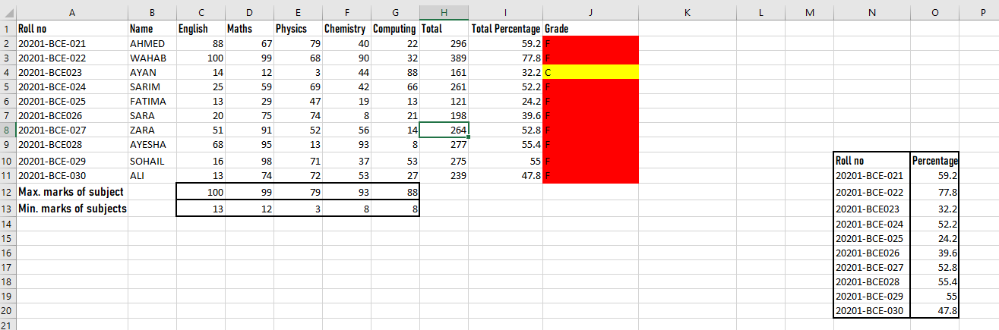 A B C D E F G H I J K L M N O P
1 Roll no Name English Maths Physics Chemistry Computing Total Total Percentage Grade
2 20201-BCE-021 AHMED 88 67 79 40 22 296 59.2 F
3 20201-BCE-022 WAHAB 100 99 68 90 32 389 77.8 F
4 20201-BCE023 AYAN 14 12 3 44 88 161 32.2 C
5 20201-BCE-024 SARIM 25 59 69 42 66 261 52.2 F
6 20201-BCE-025 FATIMA 13 29 47 19 13 121 24.2 F
7 20201-BCE026 SARA 20 75 74 8 21 198 39.6 F
8 20201-BCE-027 ZARA 51 91 52 56 14 264 52.8 F
9 20201-BCE028 AYESHA 68 95 13 93 8 277 55.4 F
10 20201-BCE-029 SOHAIL 16 98 71 37 53 275 55 F Roll no Percentage
11 20201-BCE-030 ALI 13 74 72 53 27 239 47.8 F 20201-BCE-021 59.2
12 Max. marks of subject 100 99 79 93 88 20201-BCE-022 77.8
13 Min. marks of subjects 13 12 3 8 8 20201-BCE023 32.2
14 20201-BCE-024 52.2
15 20201-BCE-025 24.2
16 20201-BCE026 39.6
17 20201-BCE-027 52.8
18 20201-BCE028 55.4
19 20201-BCE-029 55
20 20201-BCE-030 47.8
21